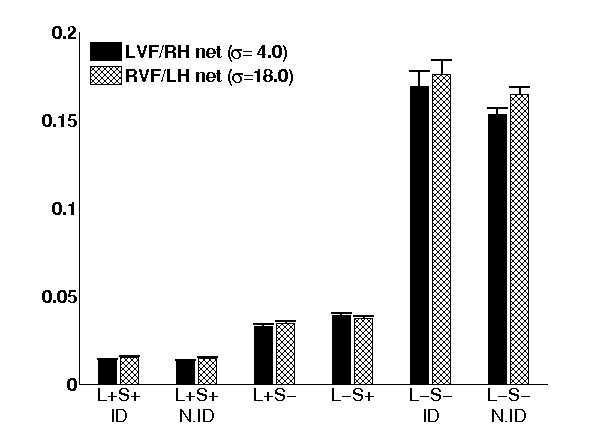 0.2
LVF/RH net (σ= 4.0)
RVF/LH net (σ=18.0)
0.15
0.1
0.05
0
L+S+ L+S+ L+S− L−S+ L−S− L−S−
ID N.ID ID N.ID